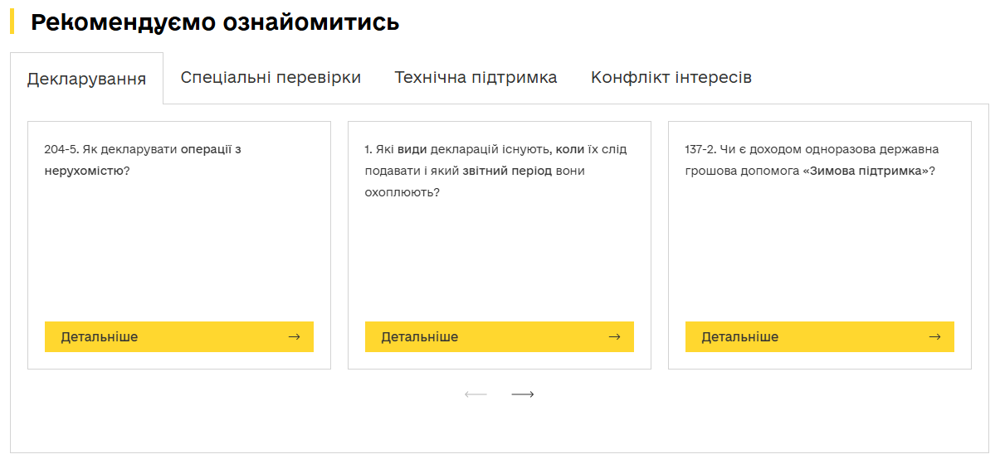 Рекомендуємо ознайомитись
Декларування
Спеціальні перевірки
Технічна підтримка
Конфлікт інтересів
204-5. Як декларувати операції з
нерухомістю?
Детальніше
1. Які види декларацій існують, коли їх слід
подавати і який звітний період вони
охоплюють?
Детальніше
137-2. Чи є доходом одноразова державна
грошова допомога «Зимова підтримка»?
Детальніше